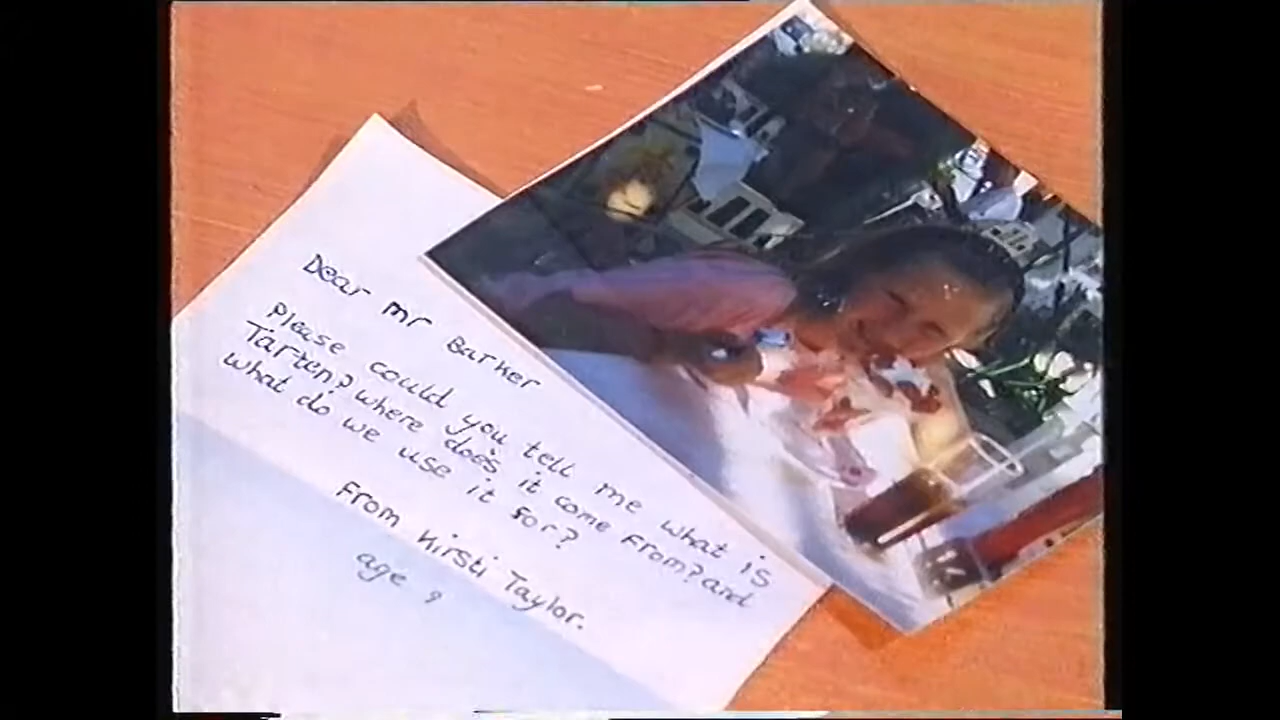 Dear Mr Barker
please could you tell me what is
Tarzen? where does it come from? and
what do we use it for?
From Kirsti Taylor.
age 9